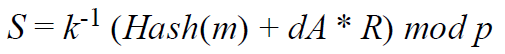 S = k⁻¹ (Hash(m) + dA * R) mod p